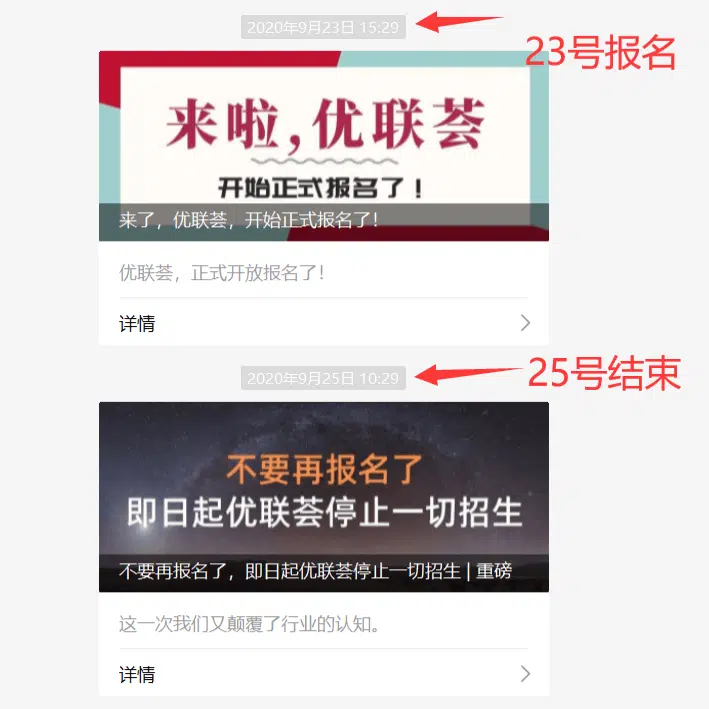 2020年9月23日 15:29
23号报名
来啦,优联荟
开始正式报名了!
来了，优联荟，开始正式报名了!
优联荟，正式开放报名了!
详情
2020年9月25日 10:29
25号结束
不要再报名了
即日起优联荟停止一切招生
不要再报名了，即日起优联荟停止一切招生 | 重磅
这一次我们又颠覆了行业的认知。
详情